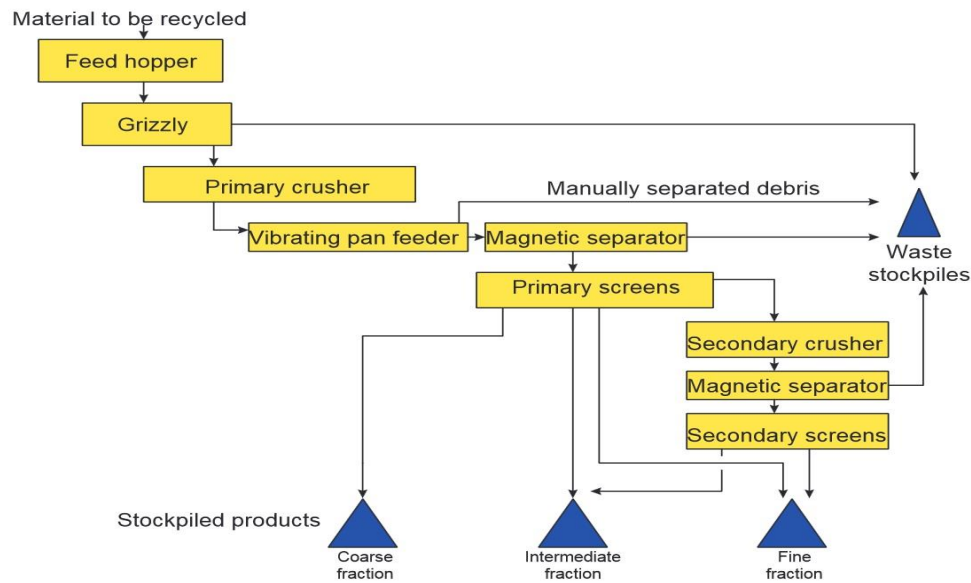 Material to be recycled
Feed hopper
Grizzly
Primary crusher
Manually separated debris
Vibrating pan feeder
Magnetic separator
Waste
stockpiles
Primary screens
Secondary crusher
Magnetic separator
Secondary screens
Stockpiled products
Coarse
fraction
Intermediate
fraction
Fine
fraction